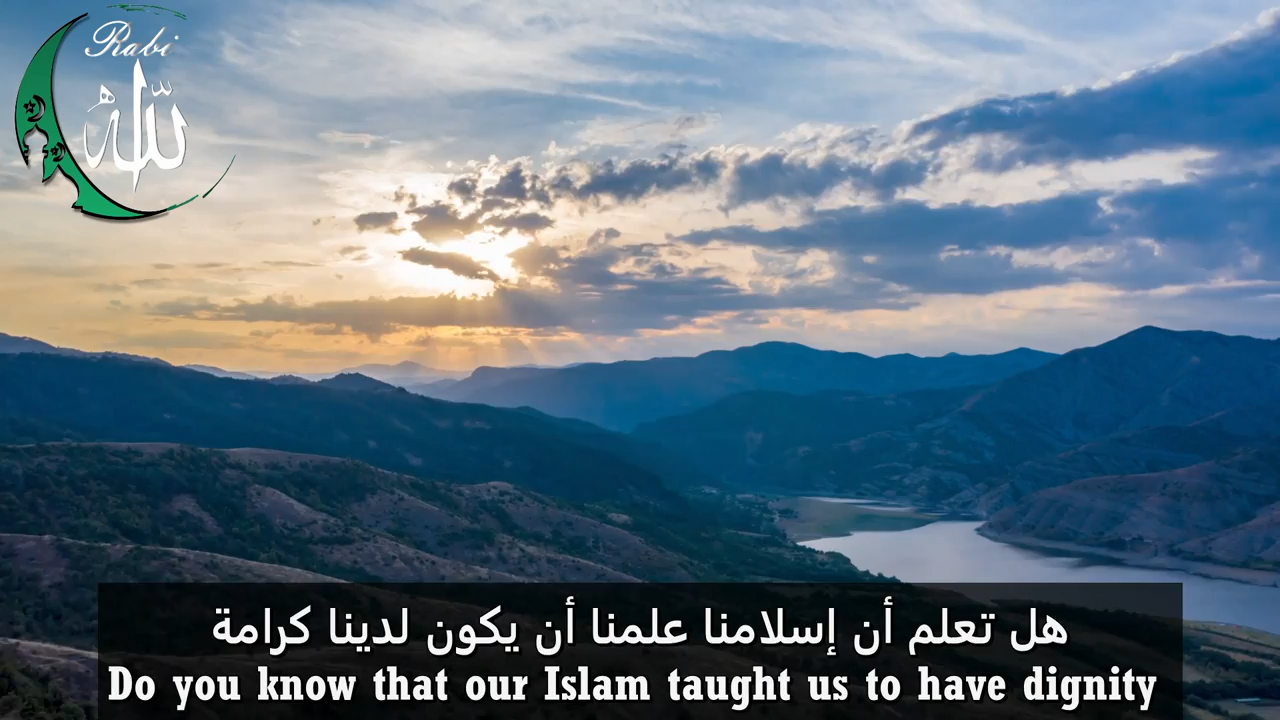 Rabi
الله
هل تعلم أن إسلامنا علمنا أن يكون لدينا كرامة
Do you know that our Islam taught us to have dignity